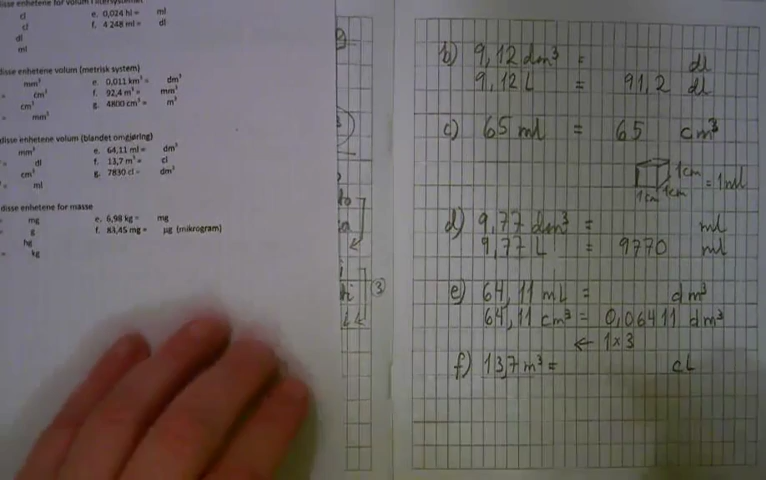 disse enhetene for volum
cl e. 0,024 hl = ml
cl f. 4 248 ml = dl
dl
ml
disse enhetene volum (metrisk system)
mm³ e. 0,011 km³ = dm³
= cm³ f. 92,4 m³ = mm³
cm³ g. 4800 cm³ = m³
= mm³
disse enhetene volum (blandet omgjøring)
mm³ e. 64,11 ml = dm³
= dl f. 13,7 m³ = cl
cm³ g. 7830 cl = dm³
= ml
disse enhetene for masse
= mg e. 6,98 kg = mg
= g f. 83,45 mg = µg (mikrogram)
hg
= kg
3
b) 9,12 dm³ = dl
9,12 L = 91,2 dl
c) 65 ml = 65 cm³
1cm 1cm 1cm = 1ml
d) 9,77 dm³ = ml
9,77 L = 9770 ml
e) 64,11 mL = dm³
64,11 cm³ = 0,06411 dm³
← 1×3
f) 13,7 m³ = cL